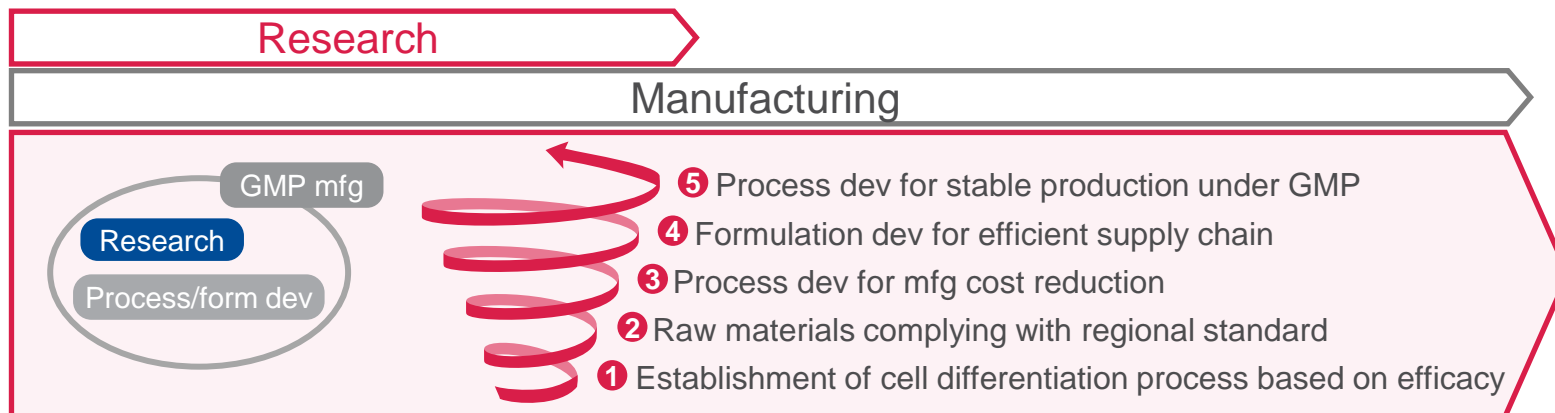 Research
Manufacturing
GMP mfg
Research
Process/form dev
5 Process dev for stable production under GMP
4 Formulation dev for efficient supply chain
3 Process dev for mfg cost reduction
2 Raw materials complying with regional standard
1 Establishment of cell differentiation process based on efficacy